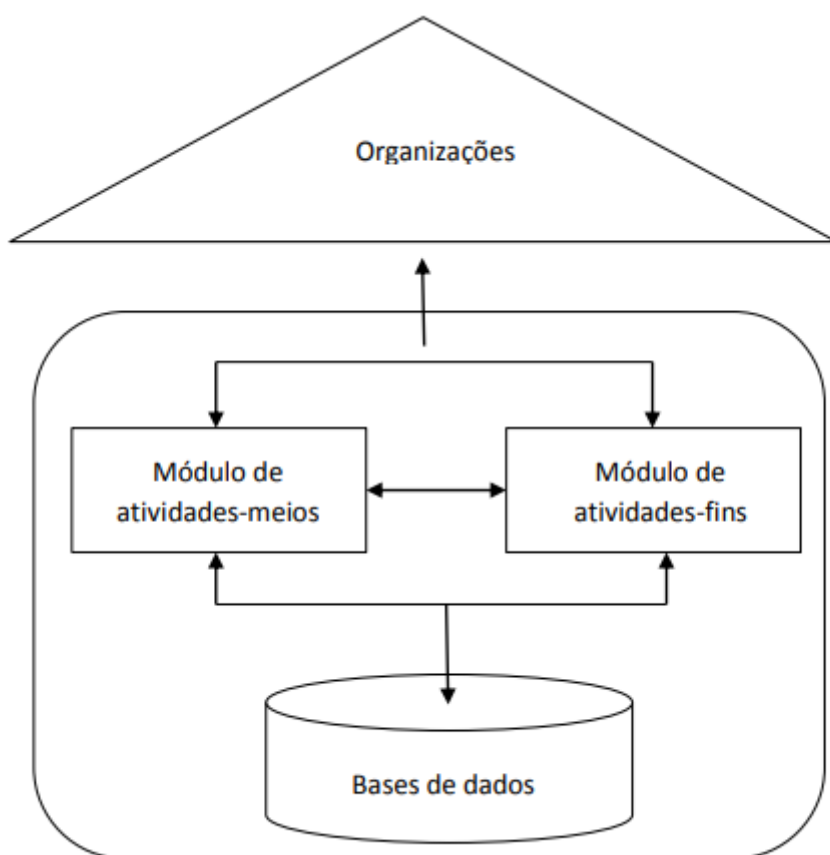 Organizações
Módulo de
atividades-meios
Módulo de
atividades-fins
Bases de dados